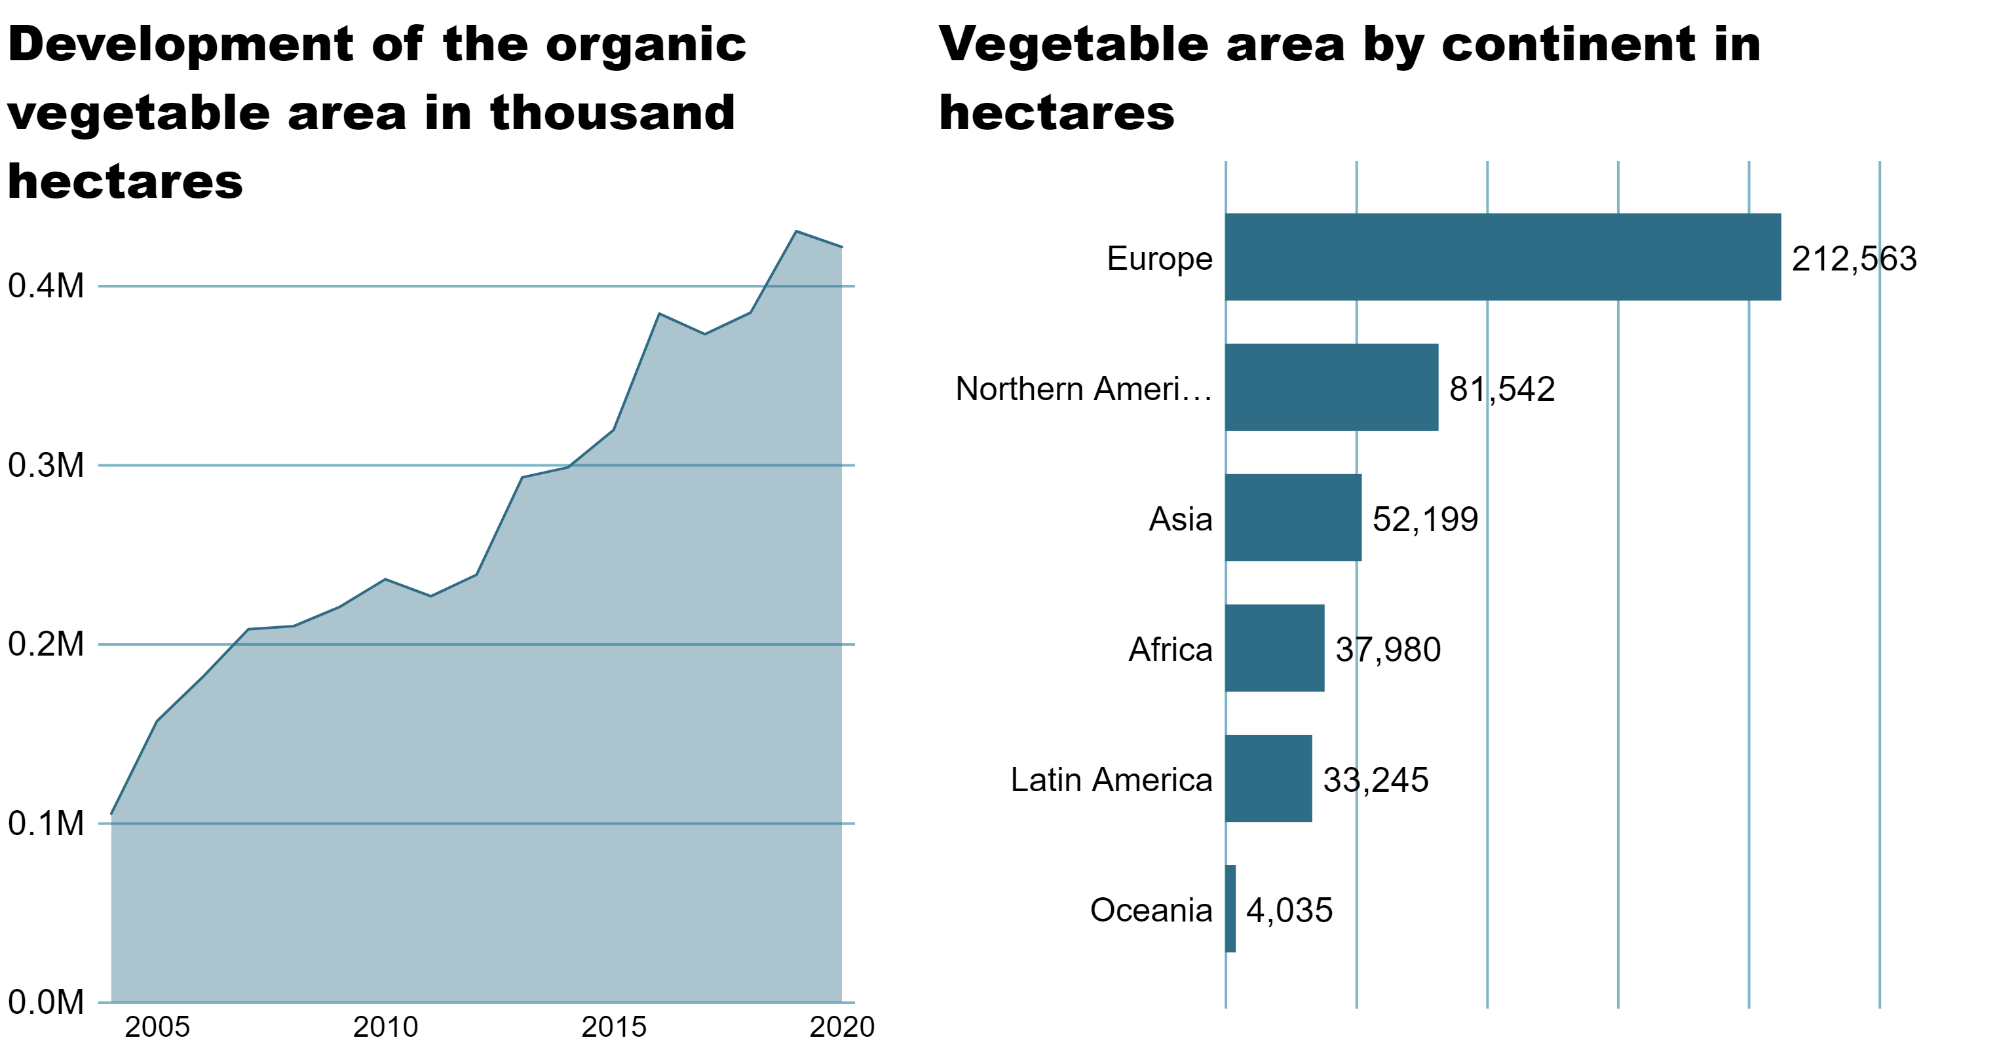 Development of the organic
vegetable area in thousand
hectares
0.4M
0.3M
0.2M
0.1M
0.0M
2005 2010 2015 2020
Vegetable area by continent in
hectares
Europe 212,563
Northern Ameri… 81,542
Asia 52,199
Africa 37,980
Latin America 33,245
Oceania 4,035